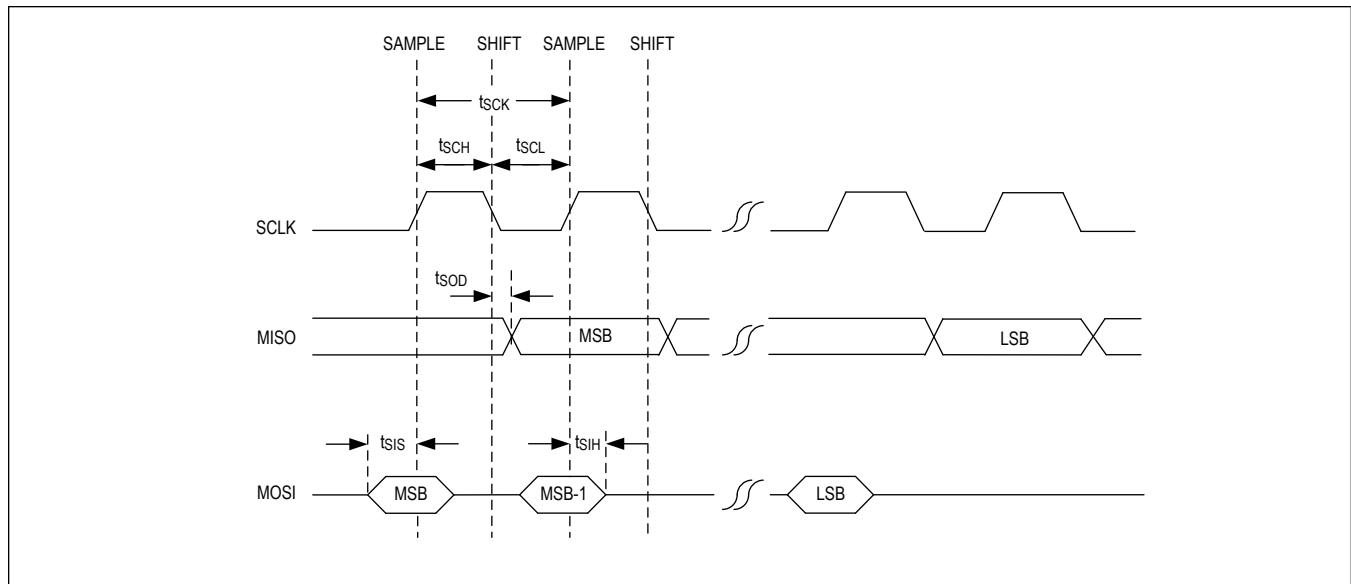 SAMPLE SHIFT SAMPLE SHIFT
tSCK
tSCH tSCL
SCLK
tSOD
MISO MSB LSB
tSIS tSIH
MOSI MSB MSB-1 LSB